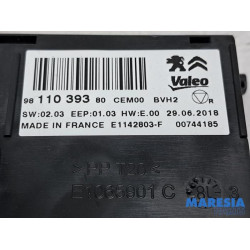 Valeo
98 110 393 80 CEM00 BVH2
R
SW:02.03 EEP:01.03 HW:E.00 29.06.2018
MADE IN FRANCE E1142803-F 00744185
MARESIA